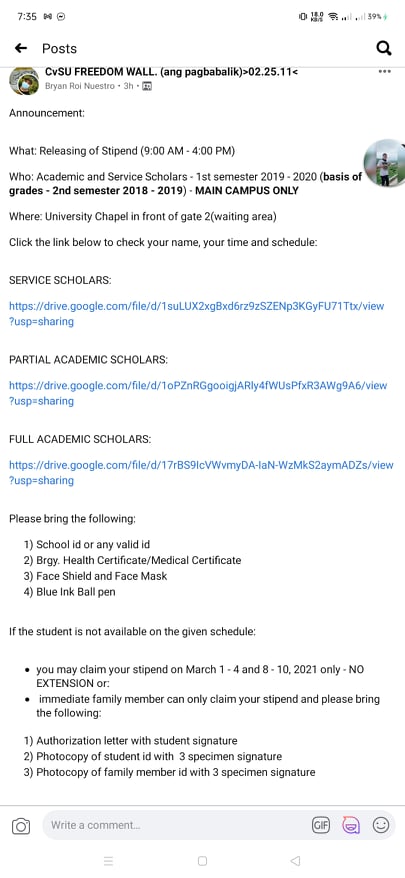 7:35
18.0
KB/S
39%
Posts
CvSU FREEDOM WALL. (ang pagbabalik)>02.25.11<
Bryan Roi Nuestro • 3h •
Announcement:
What: Releasing of Stipend (9:00 AM - 4:00 PM)
Who: Academic and Service Scholars - 1st semester 2019 - 2020 (basis of
grades - 2nd semester 2018 - 2019) - MAIN CAMPUS ONLY
Where: University Chapel in front of gate 2(waiting area)
Click the link below to check your name, your time and schedule:
SERVICE SCHOLARS:
https://drive.google.com/file/d/1suLUX2xgBxd6rz9zSZENp3KGyFU71Ttx/view
?usp=sharing
PARTIAL ACADEMIC SCHOLARS:
https://drive.google.com/file/d/1oPZnRGgooigjARly4fWUsPfxR3AWg9A6/view
?usp=sharing
FULL ACADEMIC SCHOLARS:
https://drive.google.com/file/d/17rBS9IcVWvmyDA-IaN-WzMkS2aymADZs/view
?usp=sharing
Please bring the following:
1) School id or any valid id
2) Brgy. Health Certificate/Medical Certificate
3) Face Shield and Face Mask
4) Blue Ink Ball pen
If the student is not available on the given schedule:
• you may claim your stipend on March 1 - 4 and 8 - 10, 2021 only - NO
EXTENSION or:
• immediate family member can only claim your stipend and please bring
the following:
1) Authorization letter with student signature
2) Photocopy of student id with 3 specimen signature
3) Photocopy of family member id with 3 specimen signature
Write a comment...
GIF